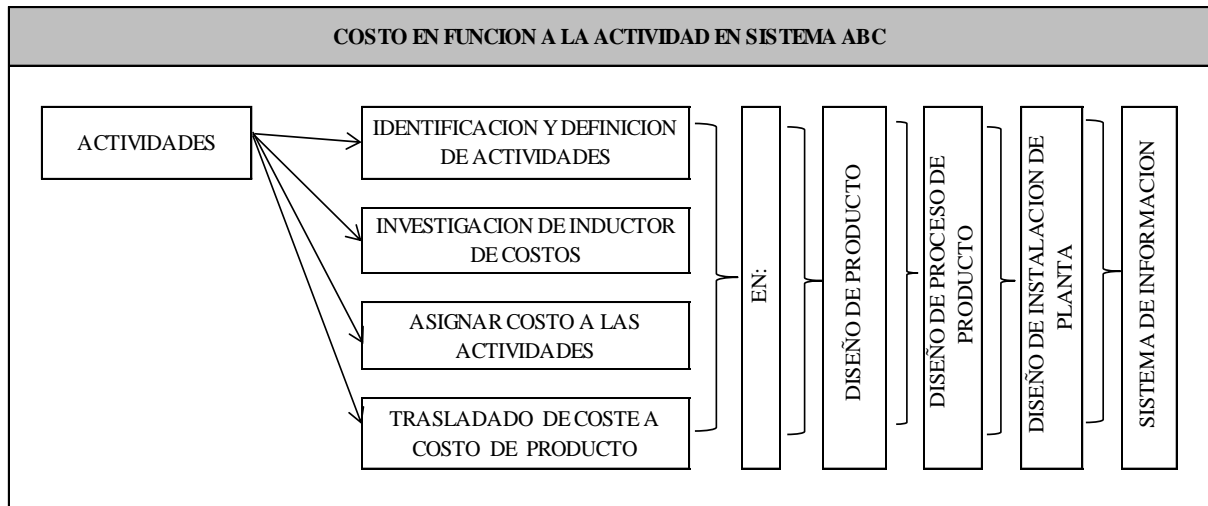 COSTO EN FUNCION A LA ACTIVIDAD EN SISTEMA ABC
ACTIVIDADES
IDENTIFICACION Y DEFINICION
DE ACTIVIDADES
INVESTIGACION DE INDUCTOR
DE COSTOS
ASIGNAR COSTO A LAS
ACTIVIDADES
TRASLADADO DE COSTE A
COSTO DE PRODUCTO
EN:
DISEÑO DE PRODUCTO
DISEÑO DE PROCESO DE
PRODUCTO
DISEÑO DE INSTALACION DE
PLANTA
SISTEMA DE INFORMACION